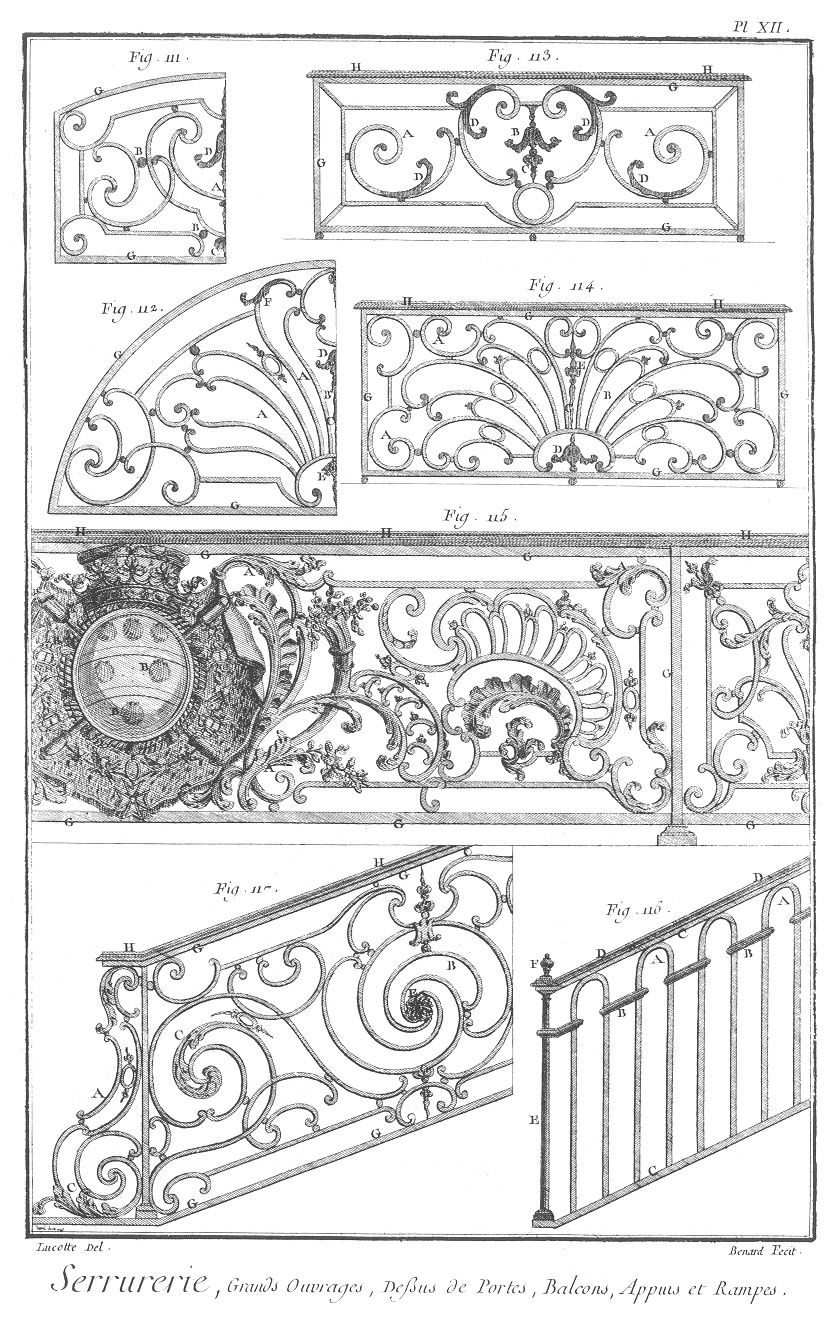 Pl XII.
Fig. 111.
Fig. 113.
H H
G G
D D
A B A
B
D G
C
A D D
B
G C G
Fig. 114.
H H
G
Fig. 112.
F
G
A E
D
A G B G
B
A C
C
A
D
E
G G
Fig. 115.
H H H
G G
A A
B
G
B
G G G
Fig. 117.
H
G
Fig. 116.
D
A
C
H G
D
B F A B
E
B
C
A
E
G
C
C
G
Lucotte Del.
Benard Fecit.
Serrurerie, Grands Ouvrages, Deſsus de Portes, Balcons, Appuis et Rampes.